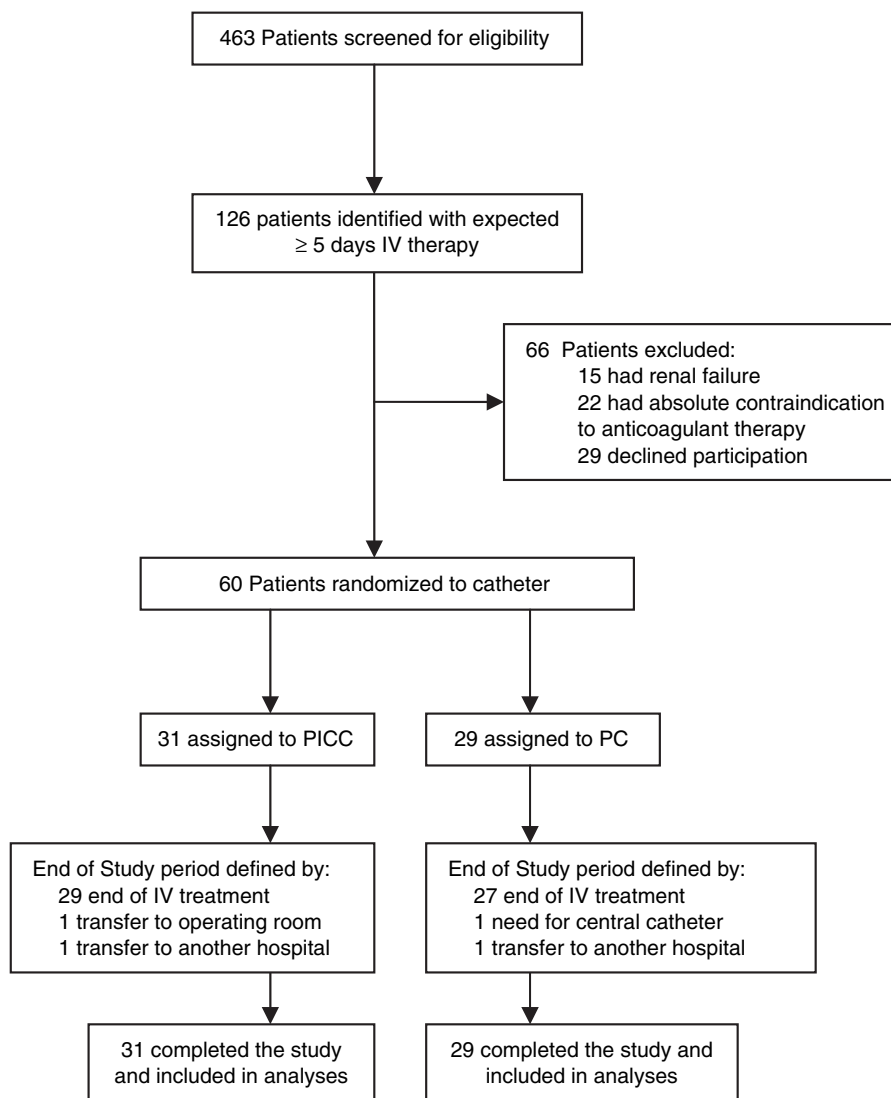 463 Patients screened for eligibility
126 patients identified with expected
≥ 5 days IV therapy
66 Patients excluded:
15 had renal failure
22 had absolute contraindication
to anticoagulant therapy
29 declined participation
60 Patients randomized to catheter
31 assigned to PICC
29 assigned to PC
End of Study period defined by:
29 end of IV treatment
1 transfer to operating room
1 transfer to another hospital
End of Study period defined by:
27 end of IV treatment
1 need for central catheter
1 transfer to another hospital
31 completed the study
and included in analyses
29 completed the study and
included in analyses